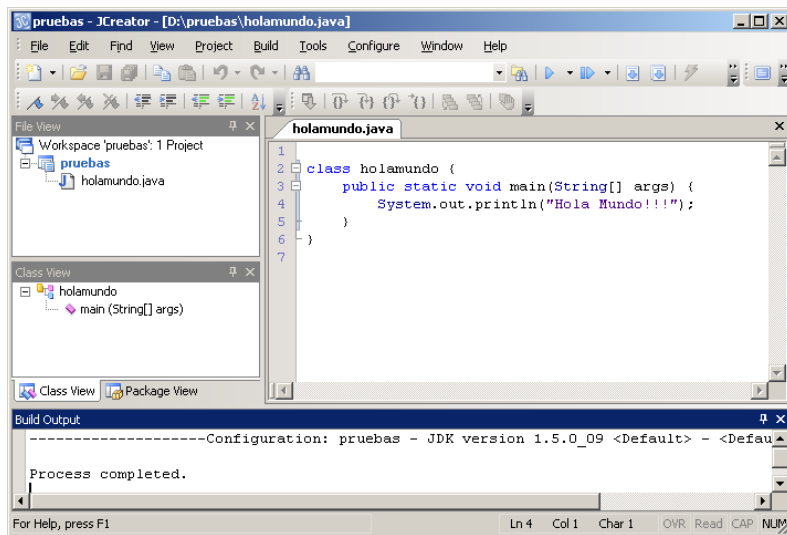 pruebas - JCreator - [D:\pruebas\holamundo.java]
File Edit Find View Project Build Tools Configure Window Help
File View
Workspace 'pruebas': 1 Project
pruebas
holamundo.java
Class View
holamundo
main (String[] args)
Class View Package View
holamundo.java
1
2 class holamundo {
3 public static void main(String[] args) {
4 System.out.println("Hola Mundo!!!");
5 }
6 }
7
Build Output
--------------------Configuration: pruebas - JDK version 1.5.0_09 <Default> - <Defau
Process completed.
For Help, press F1 Ln 4 Col 1 Char 1 OVR Read CAP NUM